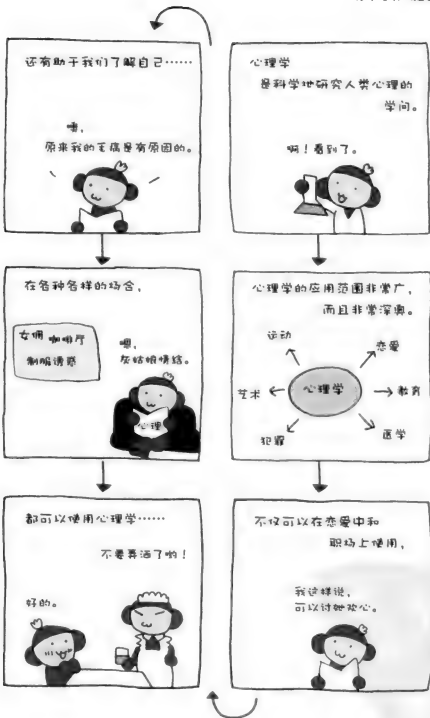 心理学
是科学地研究人类心理的
学问。
啊！看到了。
心理学的应用范围非常广，
而且非常深奥。
运动
恋爱
艺术
心理学
教育
犯罪
医学
不仅可以在恋爱中和
职场上使用，
我这样说，
可以讨她欢心。
还有助于我们了解自己……
噢，
原来我的毛病是有原因的。
在各种各样的场合，
女佣咖啡厅
制服诱惑
嗯，
灰姑娘情结。
心理
都可以使用心理学……
不要弄洒了哟！
好的。